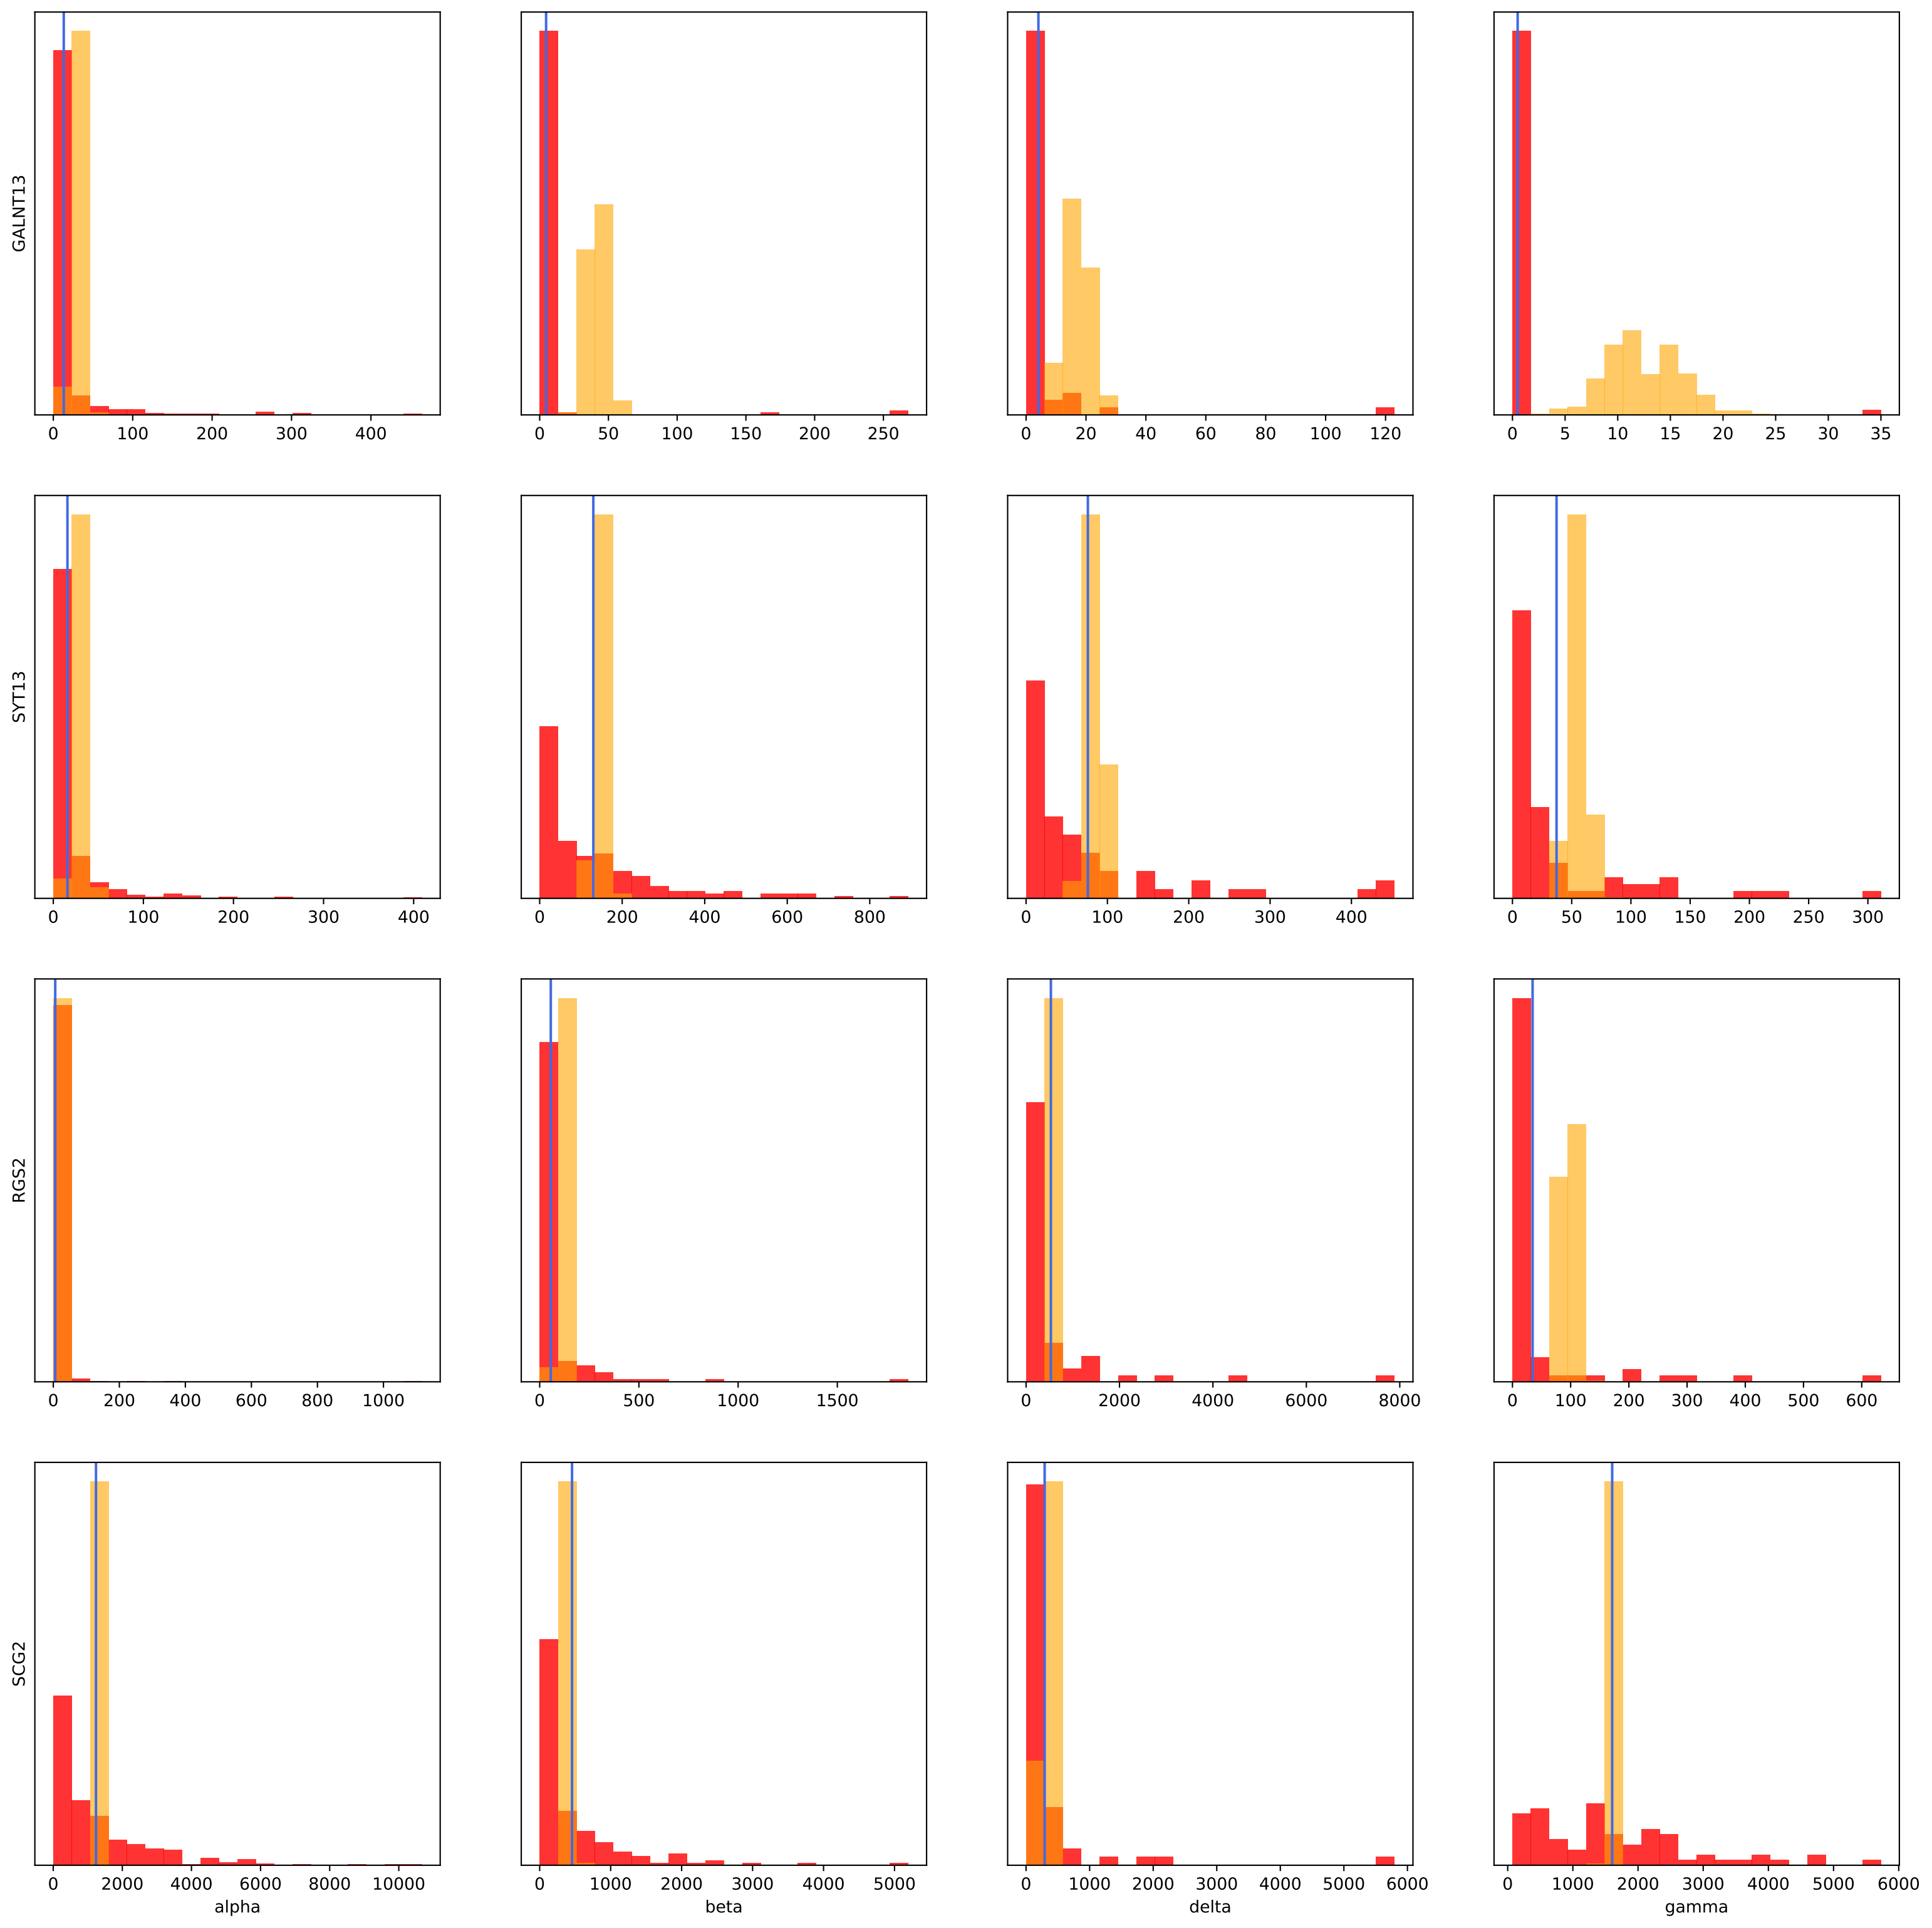 GALNT13
0 100 200 300 400
0 50 100 150 200 250
0 20 40 60 80 100 120
0 5 10 15 20 25 30 35
SYT13
0 100 200 300 400
0 200 400 600 800
0 100 200 300 400
0 50 100 150 200 250 300
RGS2
0 200 400 600 800 1000
0 500 1000 1500
0 2000 4000 6000 8000
0 100 200 300 400 500 600
SCG2
0 2000 4000 6000 8000 10000
alpha
0 1000 2000 3000 4000 5000
beta
0 1000 2000 3000 4000 5000 6000
delta
0 1000 2000 3000 4000 5000 6000
gamma